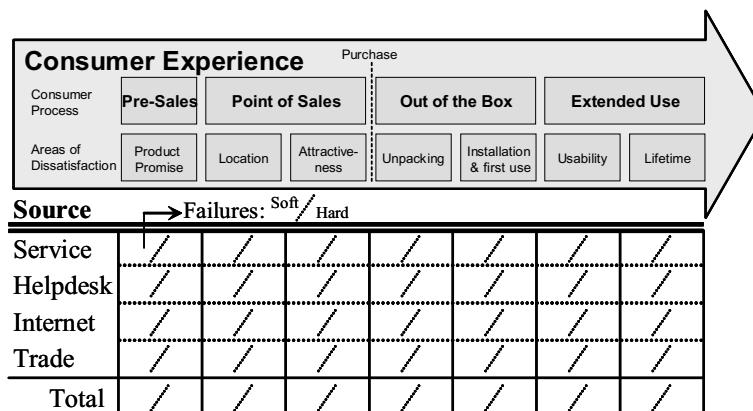 Consumer Experience
Purchase
Consumer
Process
Pre-Sales
Point of Sales
Out of the Box
Extended Use
Areas of
Dissatisfaction
Product
Promise
Location
Attractive-
ness
Unpacking
Installation
& first use
Usability
Lifetime
Source
Failures: Soft/Hard
Service / / / / / / /
Helpdesk / / / / / / /
Internet / / / / / / /
Trade / / / / / / /
Total / / / / / / /